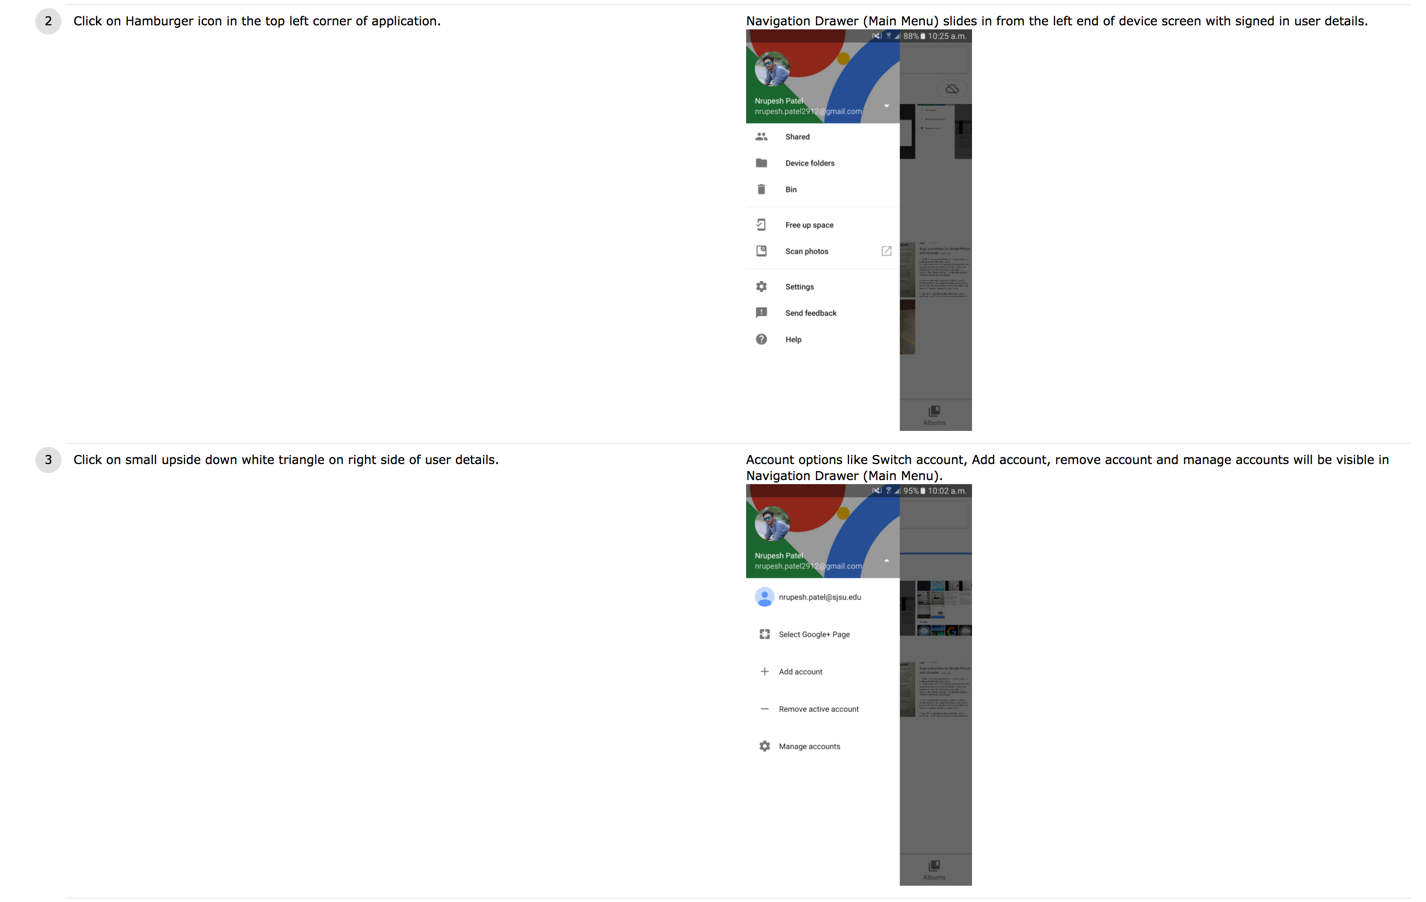 2
Click on Hamburger icon in the top left corner of application.
Navigation Drawer (Main Menu) slides in from the left end of device screen with signed in user details.
88% 10:25 a.m.
Nrupesh Patel
nrupesh.patel2912@gmail.com
Shared
Device folders
Bin
Free up space
Scan photos
Settings
Send feedback
Help
Albums
3
Click on small upside down white triangle on right side of user details.
Account options like Switch account, Add account, remove account and manage accounts will be visible in
Navigation Drawer (Main Menu).
95% 10:02 a.m.
Nrupesh Patel
nrupesh.patel2912@gmail.com
nrupesh.patel@sjsu.edu
Select Google+ Page
Add account
Remove active account
Manage accounts
Albums